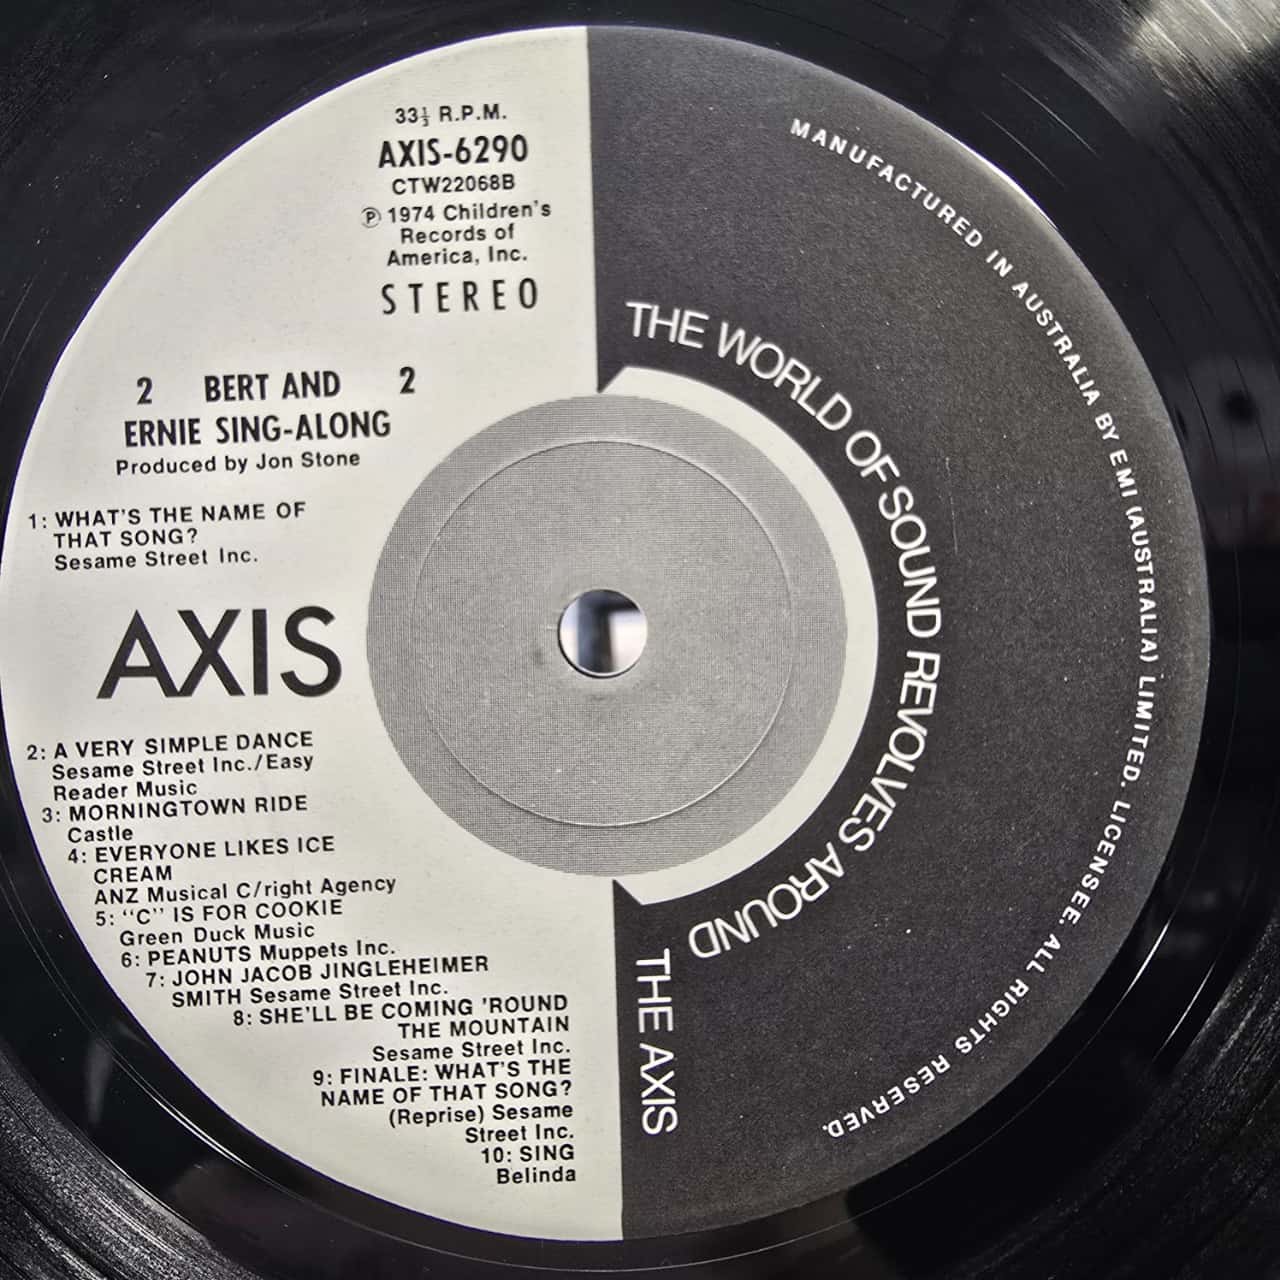 33⅓ R.P.M.
AXIS-6290
CTW22068B
℗ 1974 Children's
Records of
America, Inc.
STEREO
2 BERT AND 2
ERNIE SING-ALONG
Produced by Jon Stone
1: WHAT'S THE NAME OF
THAT SONG?
Sesame Street Inc.
AXIS
2: A VERY SIMPLE DANCE
Sesame Street Inc./Easy
Reader Music
3: MORNINGTOWN RIDE
Castle
4: EVERYONE LIKES ICE
CREAM
ANZ Musical C/right Agency
5: "C" IS FOR COOKIE
Green Duck Music
6: PEANUTS Muppets Inc.
7: JOHN JACOB JINGLEHEIMER
SMITH Sesame Street Inc.
8: SHE'LL BE COMING 'ROUND
THE MOUNTAIN
Sesame Street Inc.
9: FINALE: WHAT'S THE
NAME OF THAT SONG?
(Reprise) Sesame
Street Inc.
10: SING
Belinda
THE WORLD OF SOUND REVOLVES AROUND
THE AXIS
MANUFACTURED IN AUSTRALIA BY EMI (AUSTRALIA) LIMITED. LICENSEE. ALL RIGHTS RESERVED.